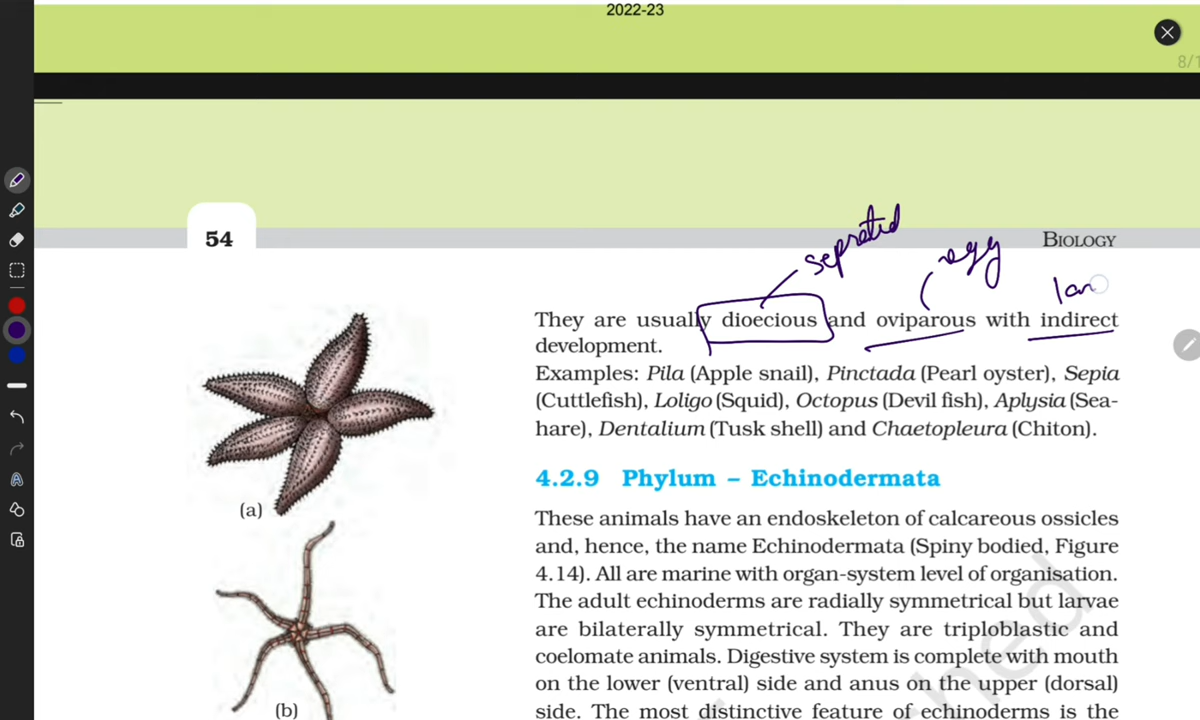 2022-23
8/1
54
BIOLOGY
seprated
egg
lar
They are usually dioecious and oviparous with indirect
development.
Examples: Pila (Apple snail), Pinctada (Pearl oyster), Sepia
(Cuttlefish), Loligo (Squid), Octopus (Devil fish), Aplysia (Sea-
hare), Dentalium (Tusk shell) and Chaetopleura (Chiton).
(a)
4.2.9 Phylum – Echinodermata
These animals have an endoskeleton of calcareous ossicles
and, hence, the name Echinodermata (Spiny bodied, Figure
4.14). All are marine with organ-system level of organisation.
The adult echinoderms are radially symmetrical but larvae
are bilaterally symmetrical. They are triploblastic and
coelomate animals. Digestive system is complete with mouth
on the lower (ventral) side and anus on the upper (dorsal)
(b)
side. The most distinctive feature of echinoderms is the